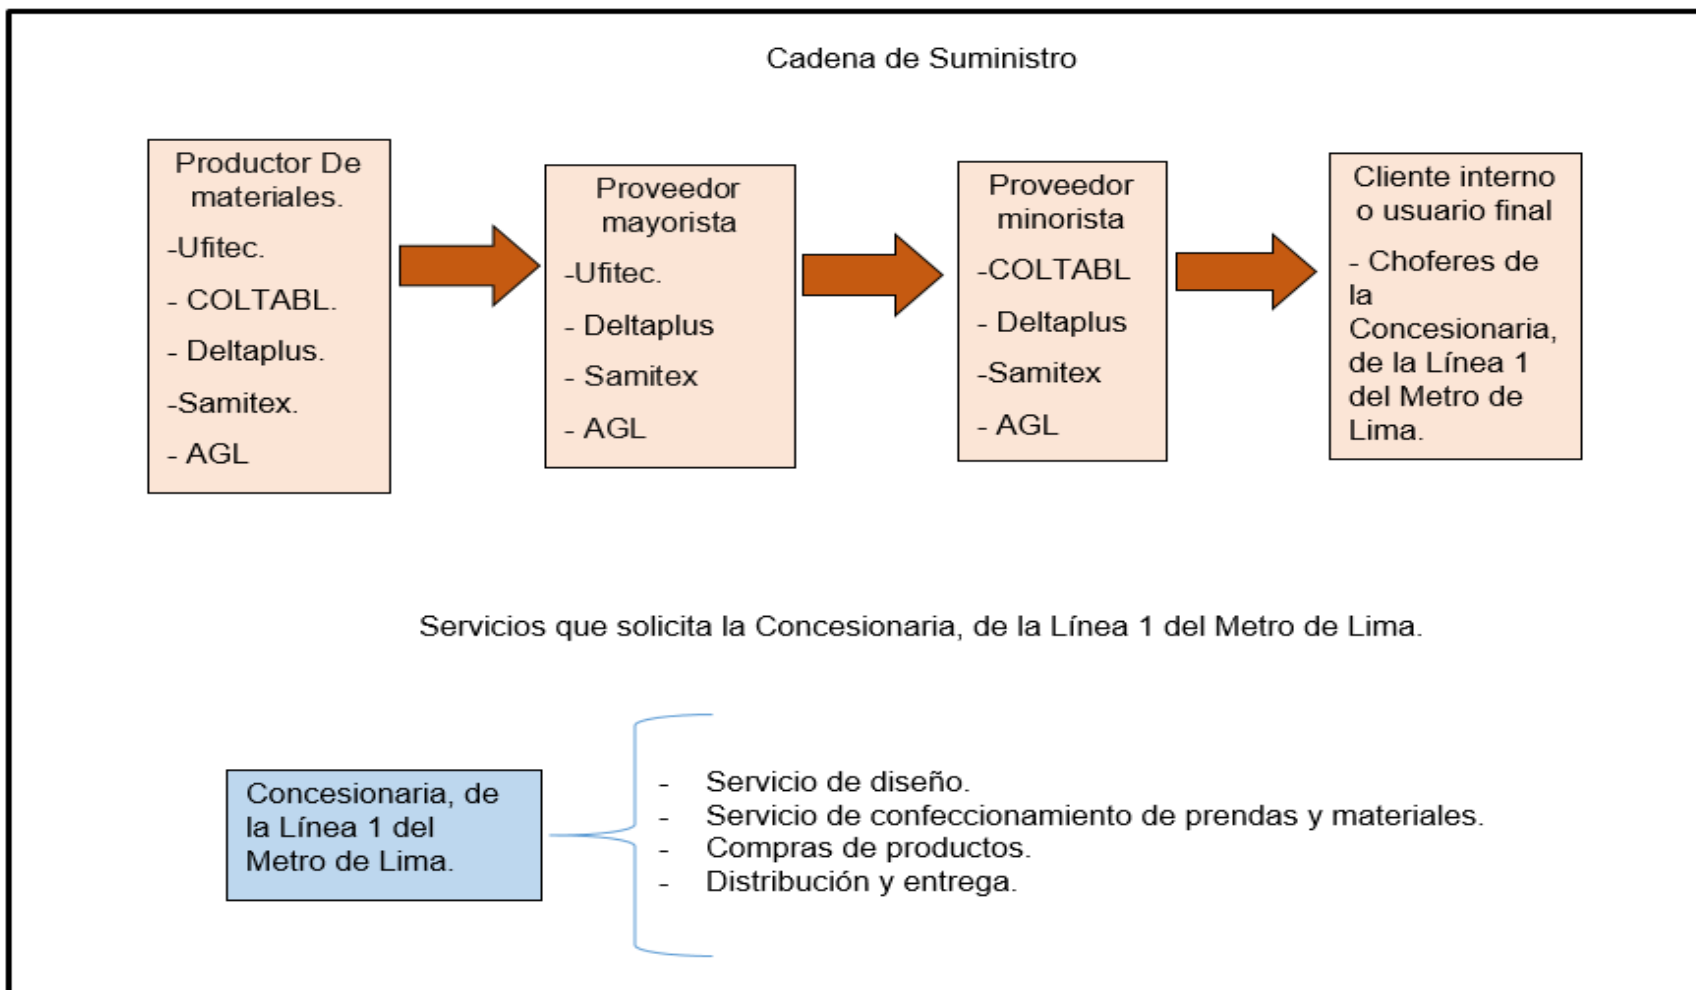 Cadena de Suministro
Productor De
materiales.
-Ufitec.
- COLTABL.
- Deltaplus.
-Samitex.
- AGL
Proveedor
mayorista
-Ufitec.
- Deltaplus
- Samitex
- AGL
Proveedor
minorista
-COLTABL
- Deltaplus
-Samitex
- AGL
Cliente interno
o usuario final
- Choferes de
la
Concesionaria,
de la Línea 1
del Metro de
Lima.
Servicios que solicita la Concesionaria, de la Línea 1 del Metro de Lima.
Concesionaria, de
la Línea 1 del
Metro de Lima.
- Servicio de diseño.
- Servicio de confeccionamiento de prendas y materiales.
- Compras de productos.
- Distribución y entrega.